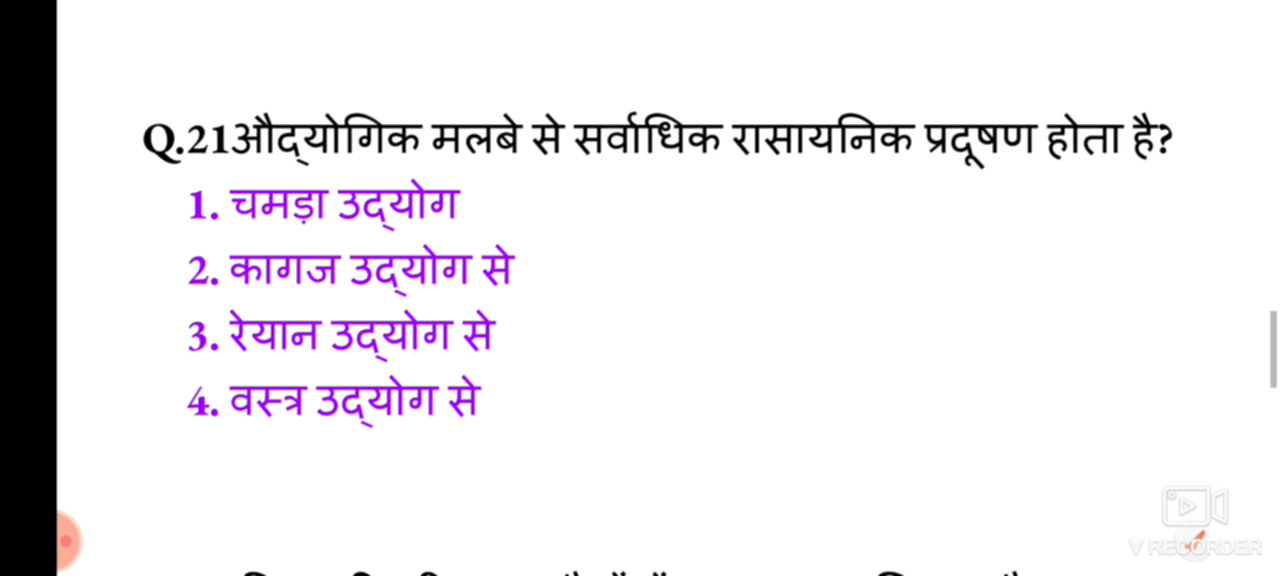 Q.21औद्योगिक मलबे से सर्वाधिक रासायनिक प्रदूषण होता है?
1. चमड़ा उद्योग
2. कागज उद्योग से
3. रेयान उद्योग से
4. वस्त्र उद्योग से
V RECORDER